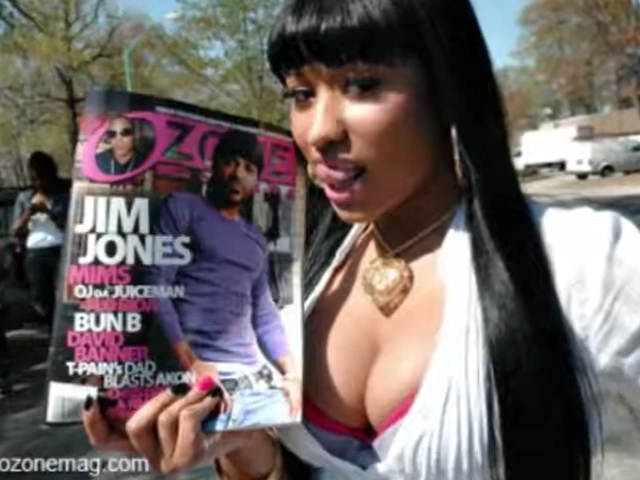 OZONE
JIM
JONES
MIMS
OJ DA JUICEMAN
BUN B
DAVID
BANNER
T-PAIN'S DAD
BLASTS AKON
ozonemag.com